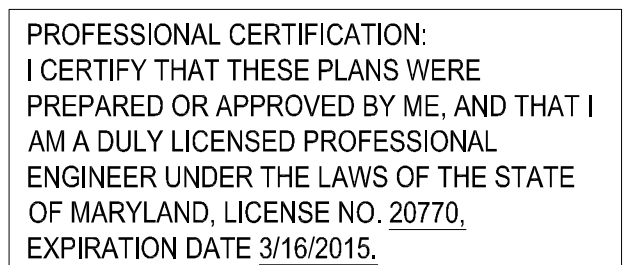 PROFESSIONAL CERTIFICATION:
I CERTIFY THAT THESE PLANS WERE
PREPARED OR APPROVED BY ME, AND THAT I
AM A DULY LICENSED PROFESSIONAL
ENGINEER UNDER THE LAWS OF THE STATE
OF MARYLAND, LICENSE NO. 20770,
EXPIRATION DATE 3/16/2015.